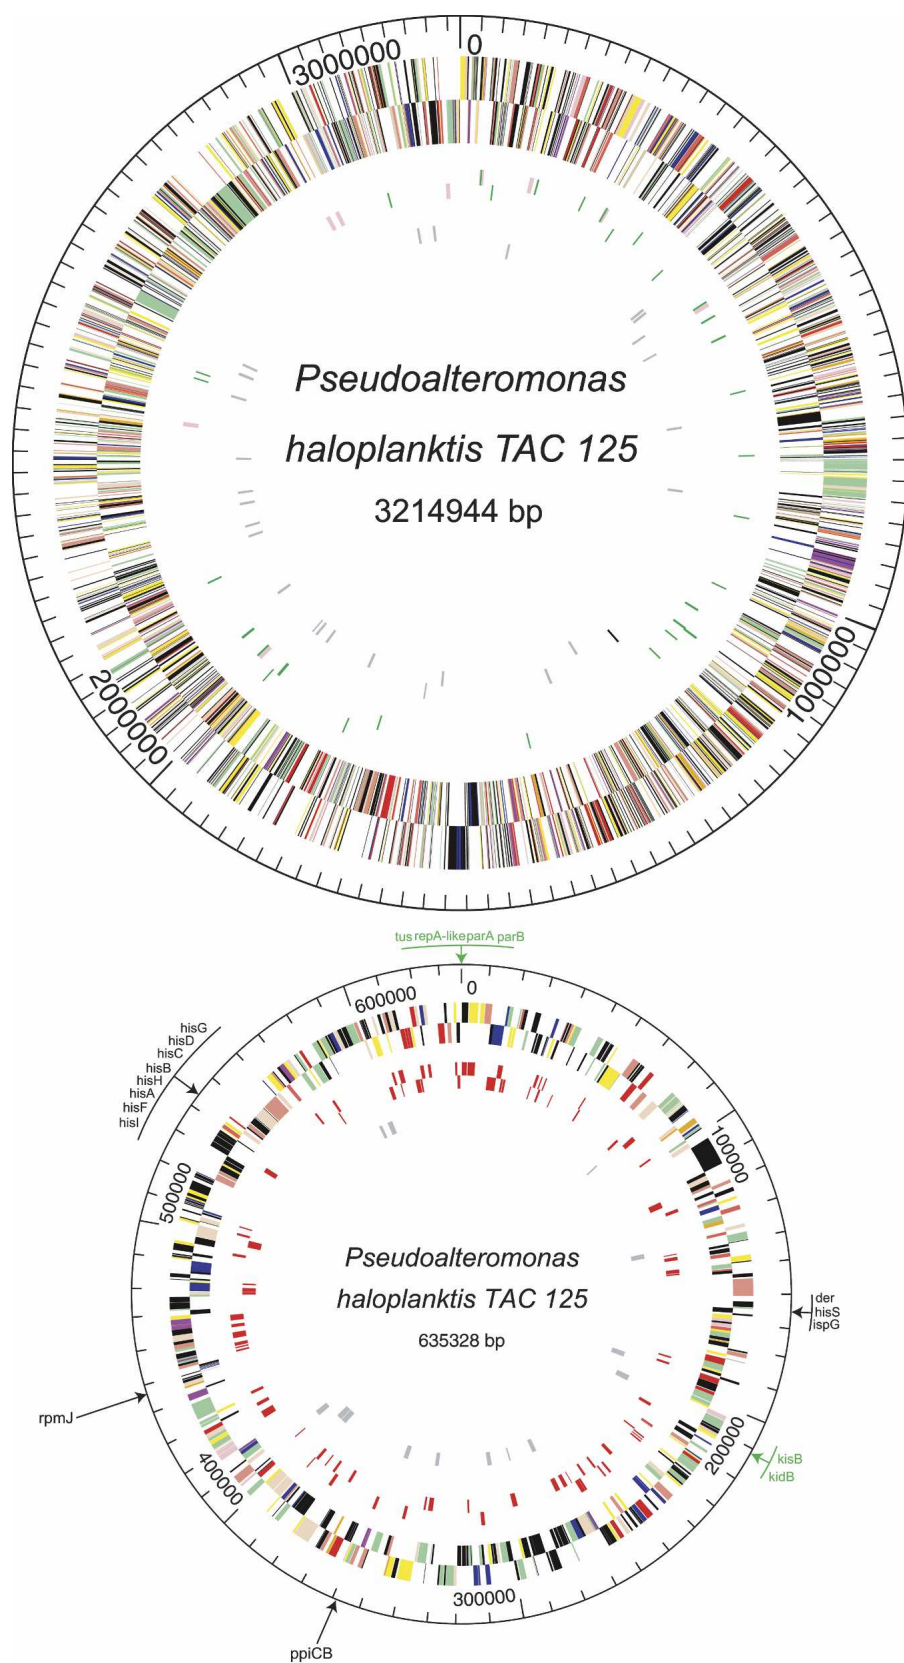 3000000
0
Pseudoalteromonas
haloplanktis TAC 125
3214944 bp
1000000
2000000
tus repA-like parA parB
0
600000
hisG
hisD
hisC
hisB
hisH
hisA
hisF
hisI
100000
500000
Pseudoalteromonas
haloplanktis TAC 125
635328 bp
der
hisS
ispG
rpmJ
200000
kisB
kidB
400000
300000
ppiCB